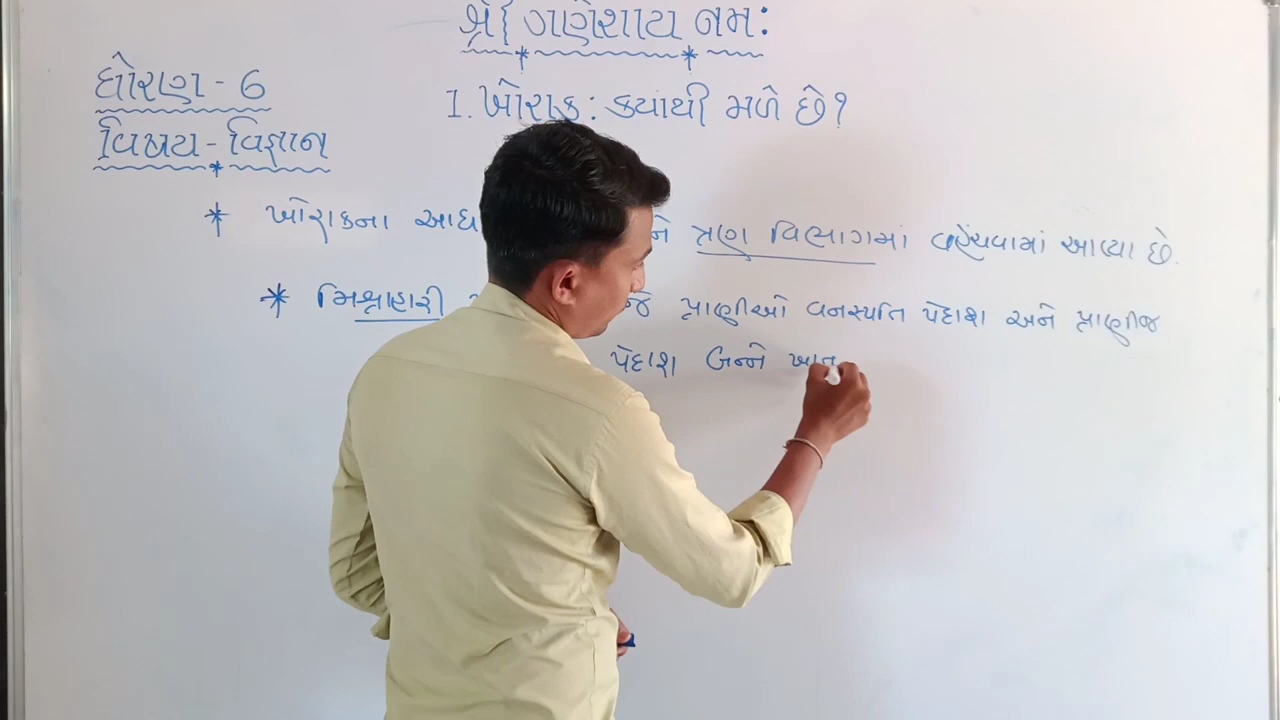 શ્રી ગણેશાય નમ:
ધોરણ - 6
વિષય - વિજ્ઞાન
1. ખોરાક : ક્યાંથી મળે છે?
* ખોરાકના આધ ને ત્રણ વિભાગમાં વહેંચવામાં આવ્યા છે.
* મિશ્રાહારી જે પ્રાણીઓ વનસ્પતિ પેદાશ અને પ્રાણીજ
પેદાશ બન્ને ખાત